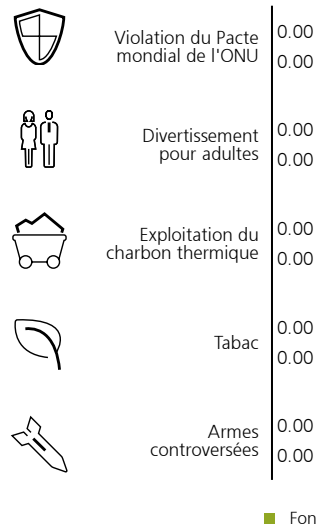 Violation du Pacte
mondial de l'ONU
0.00
0.00
Divertissement
pour adultes
0.00
0.00
Exploitation du
charbon thermique
0.00
0.00
Tabac
0.00
0.00
Armes
controversées
0.00
0.00
Fon